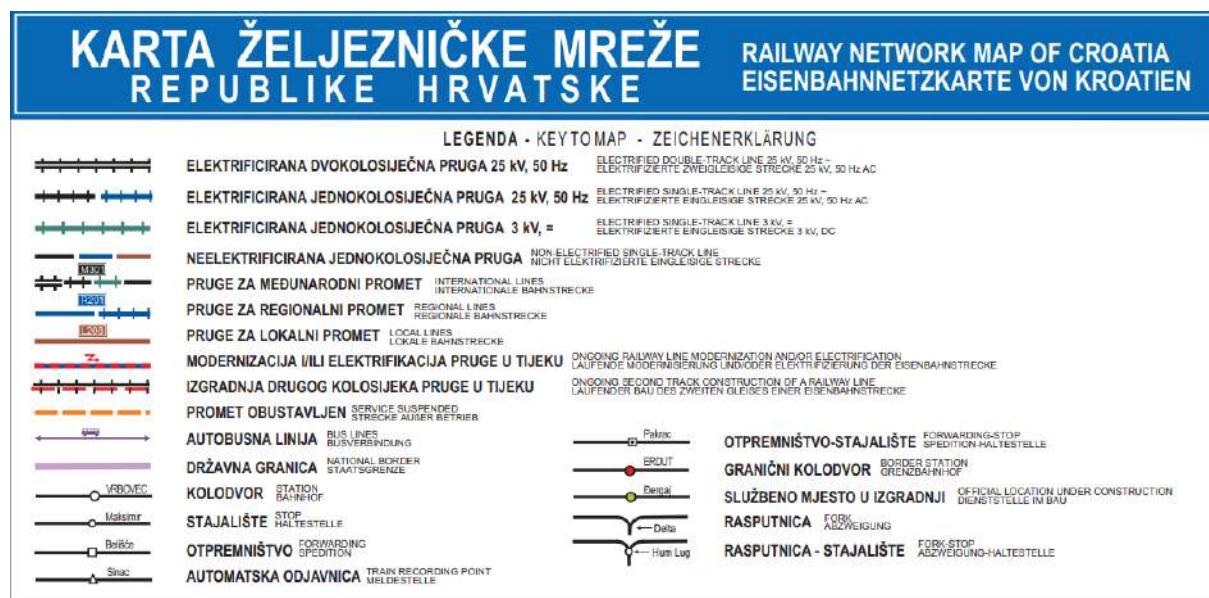 KARTA ŽELJEZNIČKE MREŽE
REPUBLIKE HRVATSKE
RAILWAY NETWORK MAP OF CROATIA
EISENBAHNNETZKARTE VON KROATIEN
LEGENDA - KEY TO MAP - ZEICHENERKLÄRUNG
ELEKTRIFICIRANA DVOKOLOSIJEČNA PRUGA 25 kV, 50 Hz
ELECTRIFIED DOUBLE-TRACK LINE 25 kV, 50 Hz ~
ELEKTRIFIZIERTE ZWEIGLEISIGE STRECKE 25 kV, 50 Hz AC
ELEKTRIFICIRANA JEDNOKOLOSIJEČNA PRUGA 25 kV, 50 Hz
ELECTRIFIED SINGLE-TRACK LINE 25 kV, 50 Hz ~
ELEKTRIFIZIERTE EINGLEISIGE STRECKE 25 kV, 50 Hz AC
ELEKTRIFICIRANA JEDNOKOLOSIJEČNA PRUGA 3 kV, =
ELECTRIFIED SINGLE-TRACK LINE 3 kV, =
ELEKTRIFIZIERTE EINGLEISIGE STRECKE 3 kV, DC
NEELEKTRIFICIRANA JEDNOKOLOSIJEČNA PRUGA
NON-ELECTRIFIED SINGLE-TRACK LINE
NICHT ELEKTRIFIZIERTE EINGLEISIGE STRECKE
M301
PRUGE ZA MEĐUNARODNI PROMET
INTERNATIONAL LINES
INTERNATIONALE BAHNSTRECKE
R201
PRUGE ZA REGIONALNI PROMET
REGIONAL LINES
REGIONALE BAHNSTRECKE
L203
PRUGE ZA LOKALNI PROMET
LOCAL LINES
LOKALE BAHNSTRECKE
MODERNIZACIJA I/ILI ELEKTRIFIKACIJA PRUGE U TIJEKU
ONGOING RAILWAY LINE MODERNIZATION AND/OR ELECTRIFICATION
LAUFENDE MODERNISIERUNG UND/ODER ELEKTRIFIZIERUNG DER EISENBAHNSTRECKE
IZGRADNJA DRUGOG KOLOSIJEKA PRUGE U TIJEKU
ONGOING SECOND TRACK CONSTRUCTION OF A RAILWAY LINE
LAUFENDER BAU DES ZWEITEN GLEISES EINER EISENBAHNSTRECKE
PROMET OBUSTAVLJEN
SERVICE SUSPENDED
STRECKE AUßER BETRIEB
AUTOBUSNA LINIJA
BUS LINES
BUSVERBINDUNG
DRŽAVNA GRANICA
NATIONAL BORDER
STAATSGRENZE
VRBOVEC
KOLODVOR
STATION
BAHNHOF
Maksimir
STAJALIŠTE
STOP
HALTESTELLE
Belišće
OTPREMNIŠTVO
FORWARDING
SPEDITION
Sinac
AUTOMATSKA ODJAVNICA
TRAIN RECORDING POINT
MELDESTELLE
Pakrac
OTPREMNIŠTVO-STAJALIŠTE
FORWARDING-STOP
SPEDITION-HALTESTELLE
ERDUT
GRANIČNI KOLODVOR
BORDER STATION
GRENZBAHNHOF
Đergaj
SLUŽBENO MJESTO U IZGRADNJI
OFFICIAL LOCATION UNDER CONSTRUCTION
DIENSTSTELLE IM BAU
Delta
RASPUTNICA
FORK
ABZWEIGUNG
Hum Lug
RASPUTNICA - STAJALIŠTE
FORK-STOP
ABZWEIGUNG-HALTESTELLE